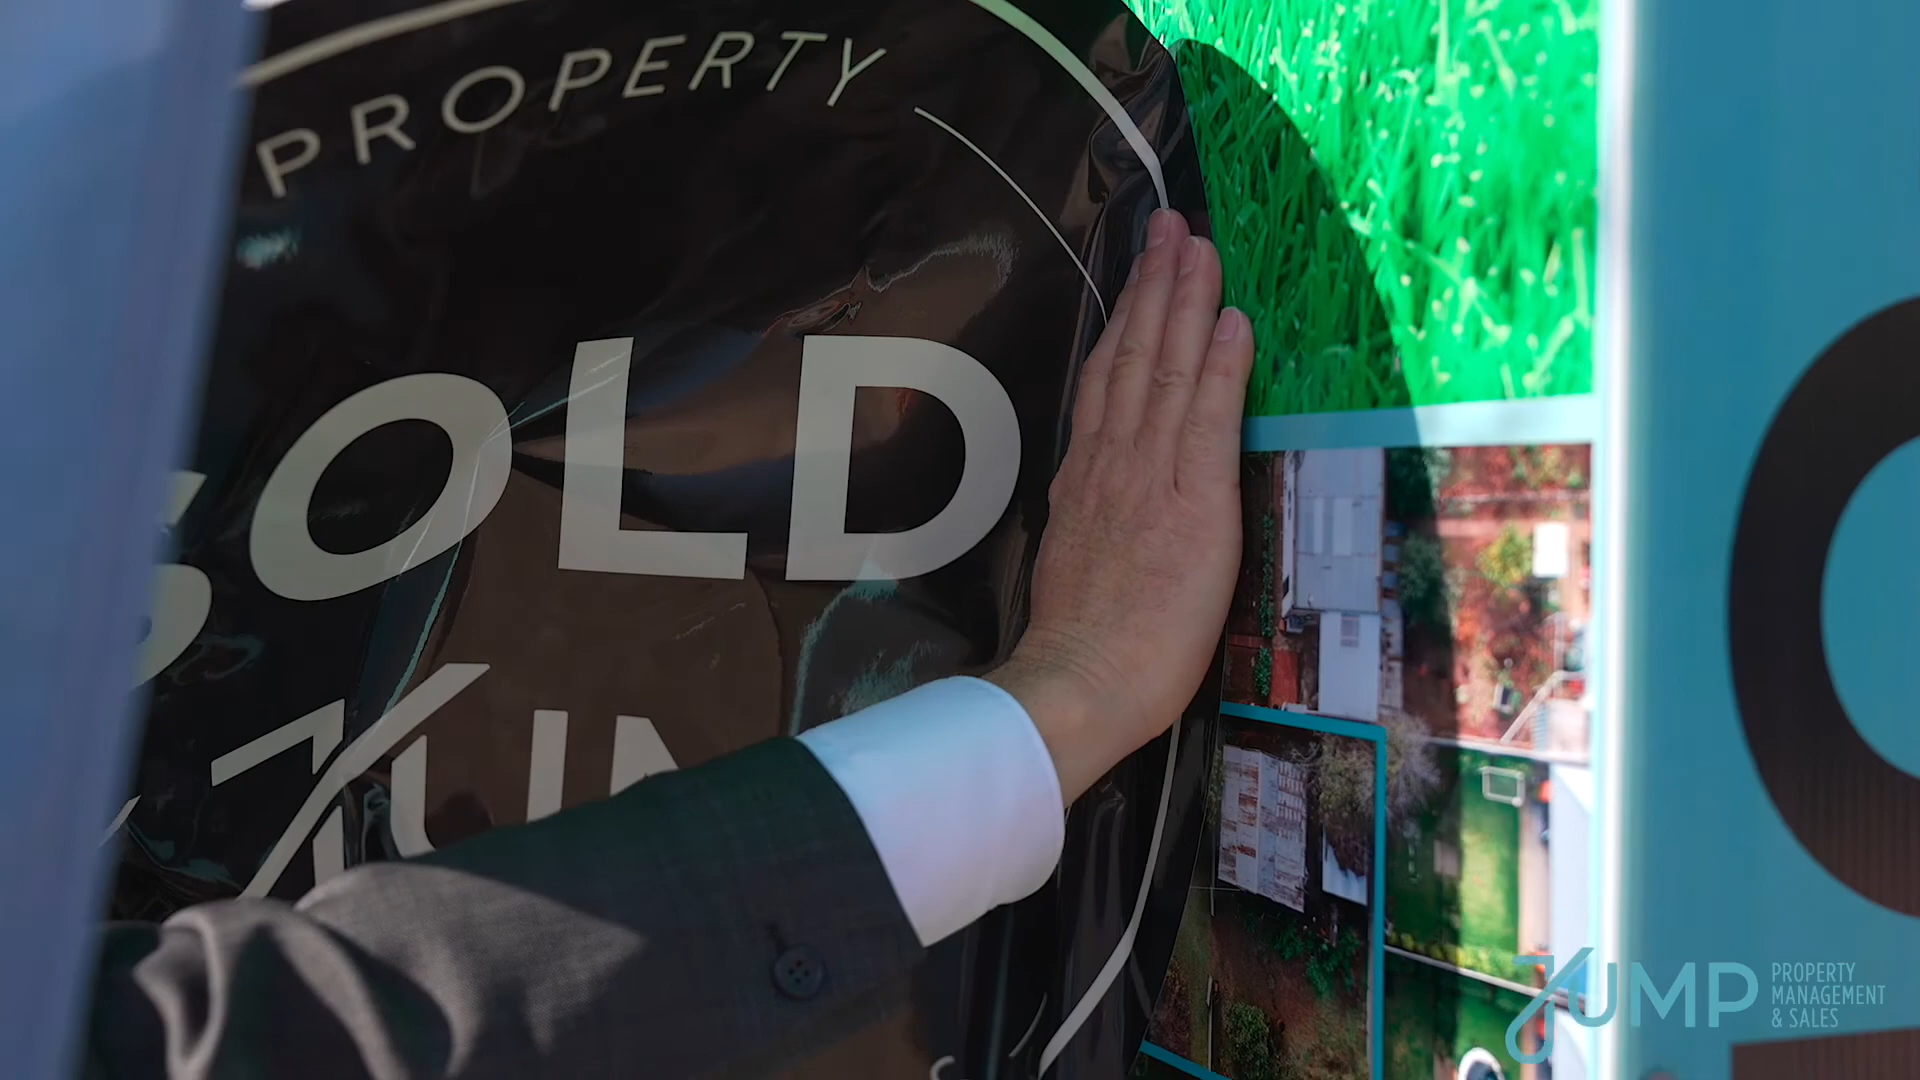 PROPERTY
SOLD
JUMP
PROPERTY
MANAGEMENT
& SALES